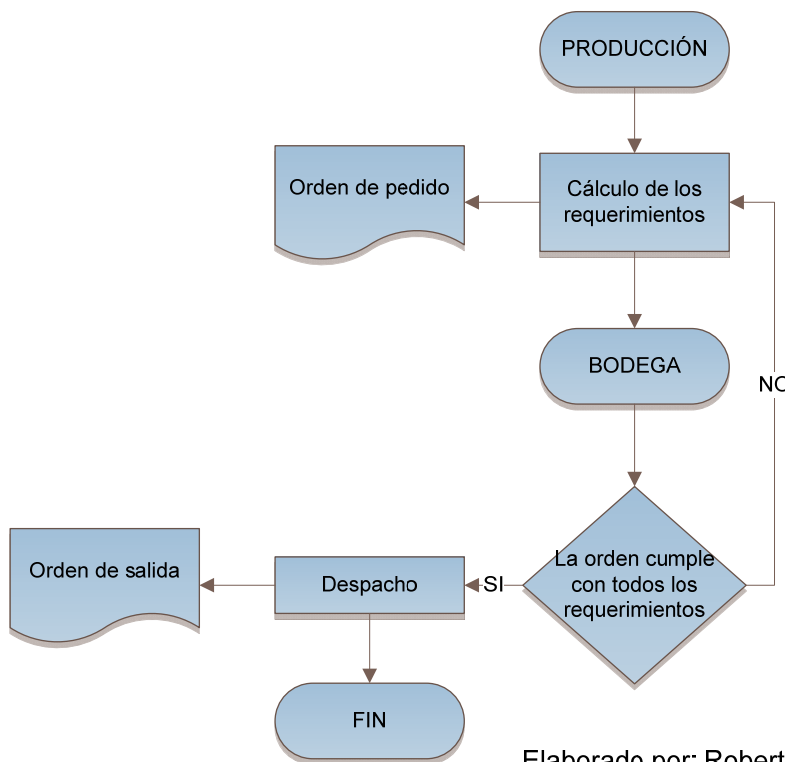 PRODUCCIÓN
Orden de pedido
Cálculo de los
requerimientos
BODEGA
NO
La orden cumple
con todos los
requerimientos
SI
Despacho
Orden de salida
FIN
Elaborado por: Robert